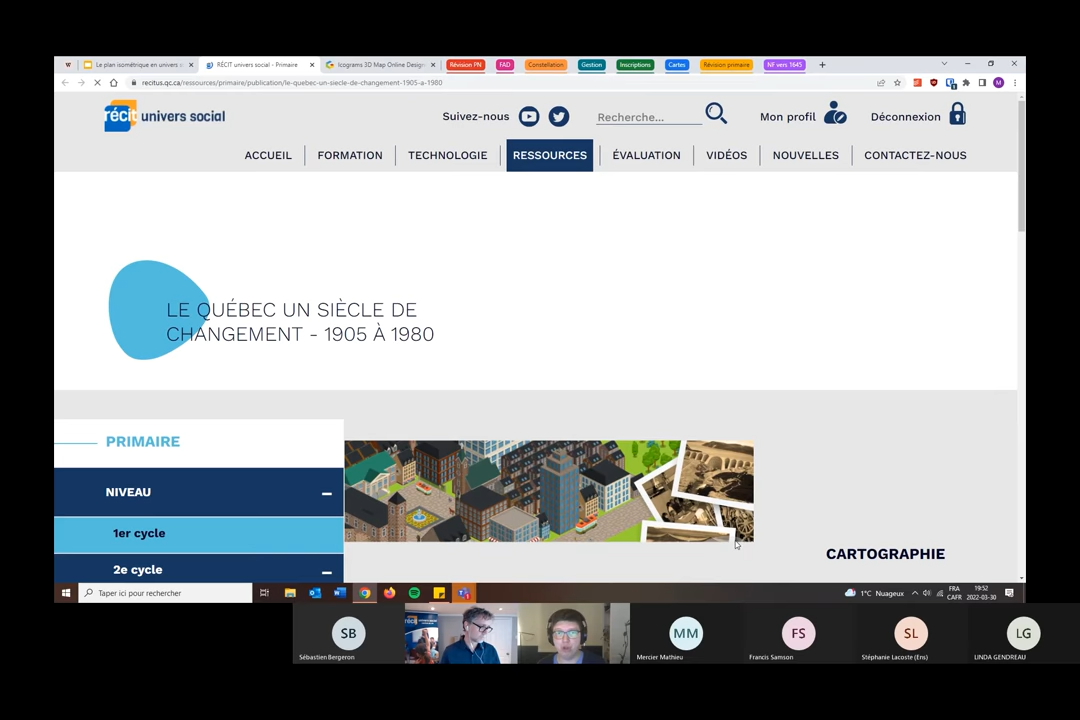 W
Le plan isométrique en univers s
RÉCIT univers social - Primaire
Icograms 3D Map Online Design
Révision PN
FAD
Constellation
Gestion
Inscriptions
Cartes
Révision primaire
NF vers 1645
recitus.qc.ca/ressources/primaire/publication/le-quebec-un-siecle-de-changement-1905-a-1980
M
récit univers social
Suivez-nous
Recherche...
Mon profil
Déconnexion
ACCUEIL
FORMATION
TECHNOLOGIE
RESSOURCES
ÉVALUATION
VIDÉOS
NOUVELLES
CONTACTEZ-NOUS
LE QUÉBEC UN SIÈCLE DE
CHANGEMENT - 1905 À 1980
PRIMAIRE
NIVEAU
1er cycle
2e cycle
CARTOGRAPHIE
Taper ici pour rechercher
1°C Nuageux
FRA
CAFR
19:52
2022-03-30
SB
Sébastien Bergeron
récit
MM
Mercier Mathieu
FS
Francis Samson
SL
Stéphanie Lacoste (Ens)
LG
LINDA GENDREAU